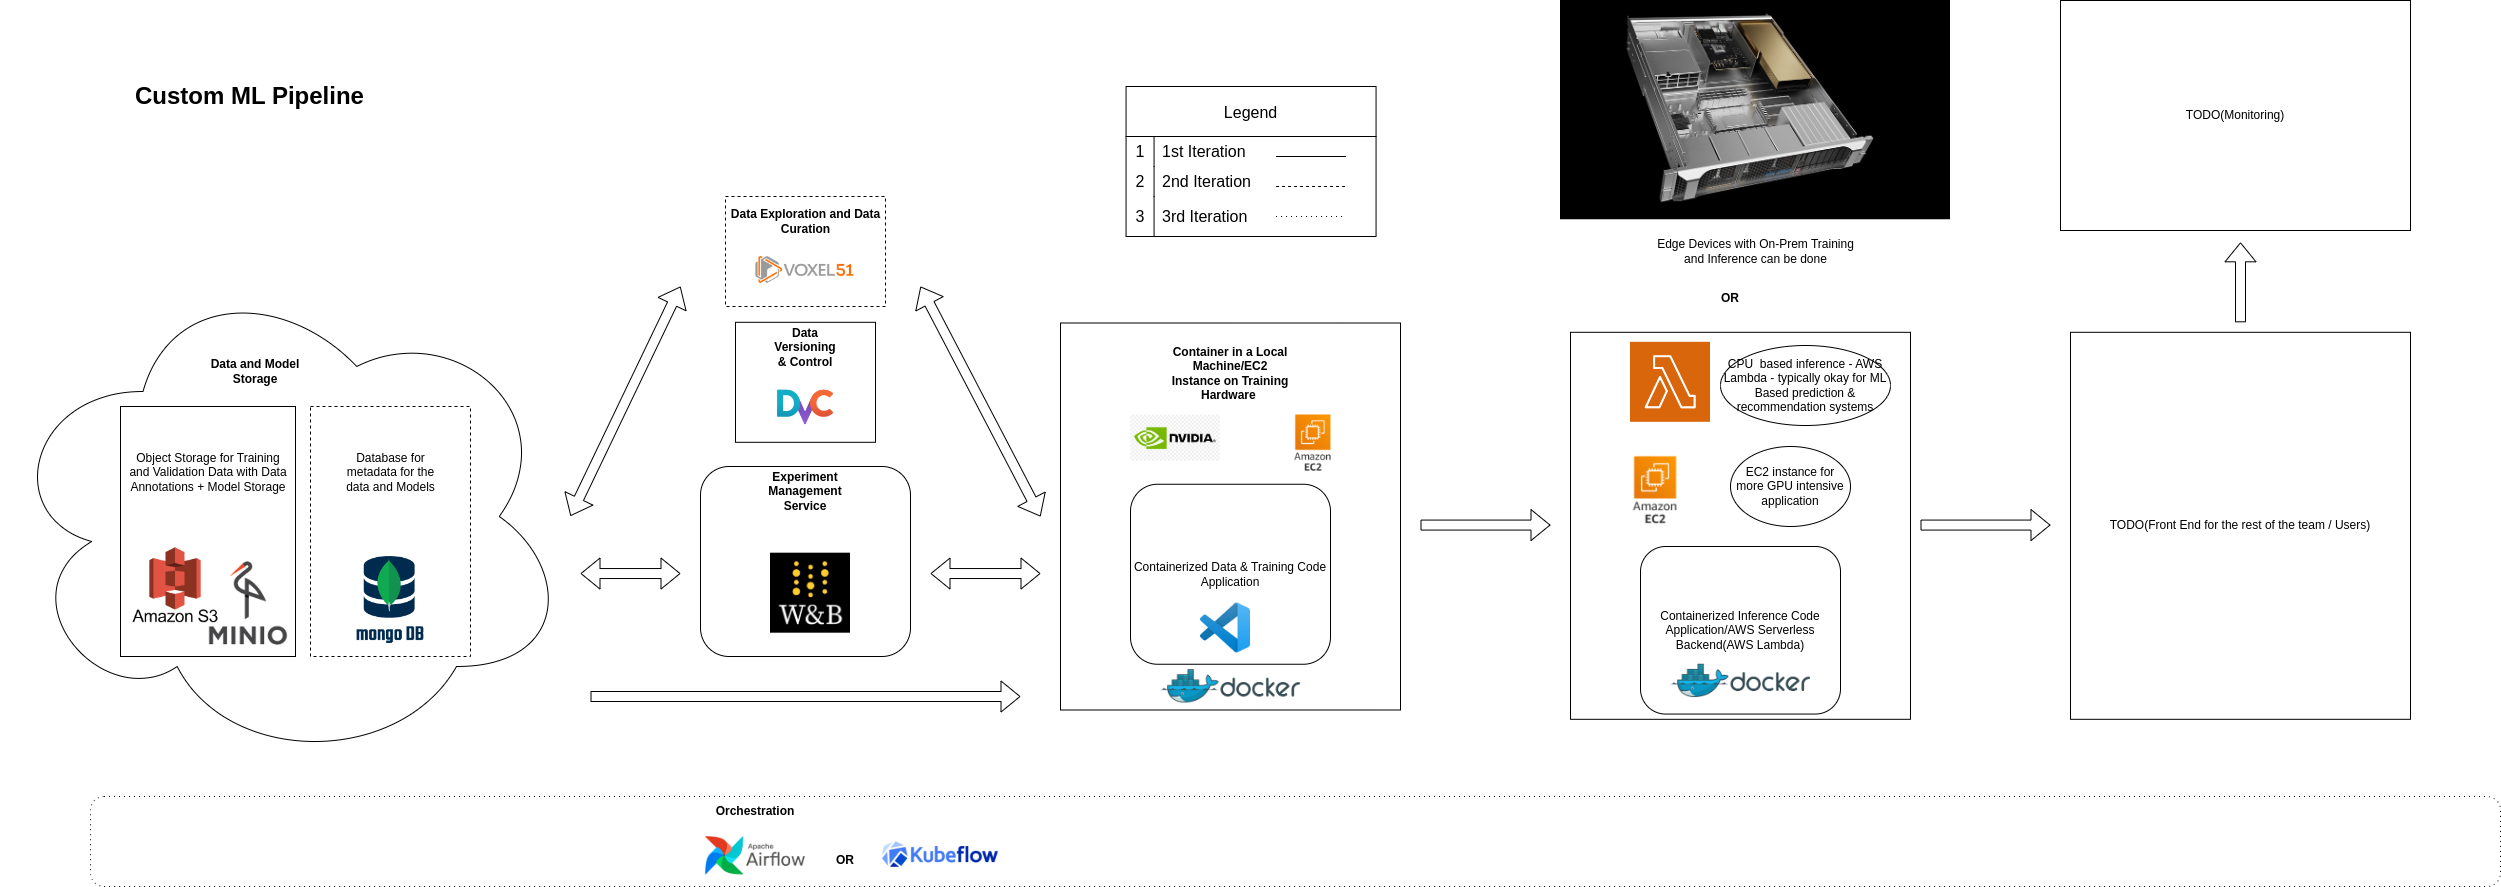 Custom ML Pipeline
Legend
1 1st Iteration
2 2nd Iteration
3 3rd Iteration
Data Exploration and Data
Curation
VOXEL51
Data
Versioning
& Control
DVC
Experiment
Management
Service
W&B
Data and Model
Storage
Object Storage for Training
and Validation Data with Data
Annotations + Model Storage
Amazon S3
MINIO
Database for
metadata for the
data and Models
mongo DB
Container in a Local
Machine/EC2
Instance on Training
Hardware
NVIDIA.
Amazon
EC2
Containerized Data & Training Code
Application
docker
Edge Devices with On-Prem Training
and Inference can be done
OR
CPU  based inference - AWS
Lambda - typically okay for ML
Based prediction &
recommendation systems
Amazon
EC2
EC2 instance for
more GPU intensive
application
Containerized Inference Code
Application/AWS Serverless
Backend(AWS Lambda)
docker
TODO(Monitoring)
TODO(Front End for the rest of the team / Users)
Orchestration
Apache
Airflow
OR
Kubeflow